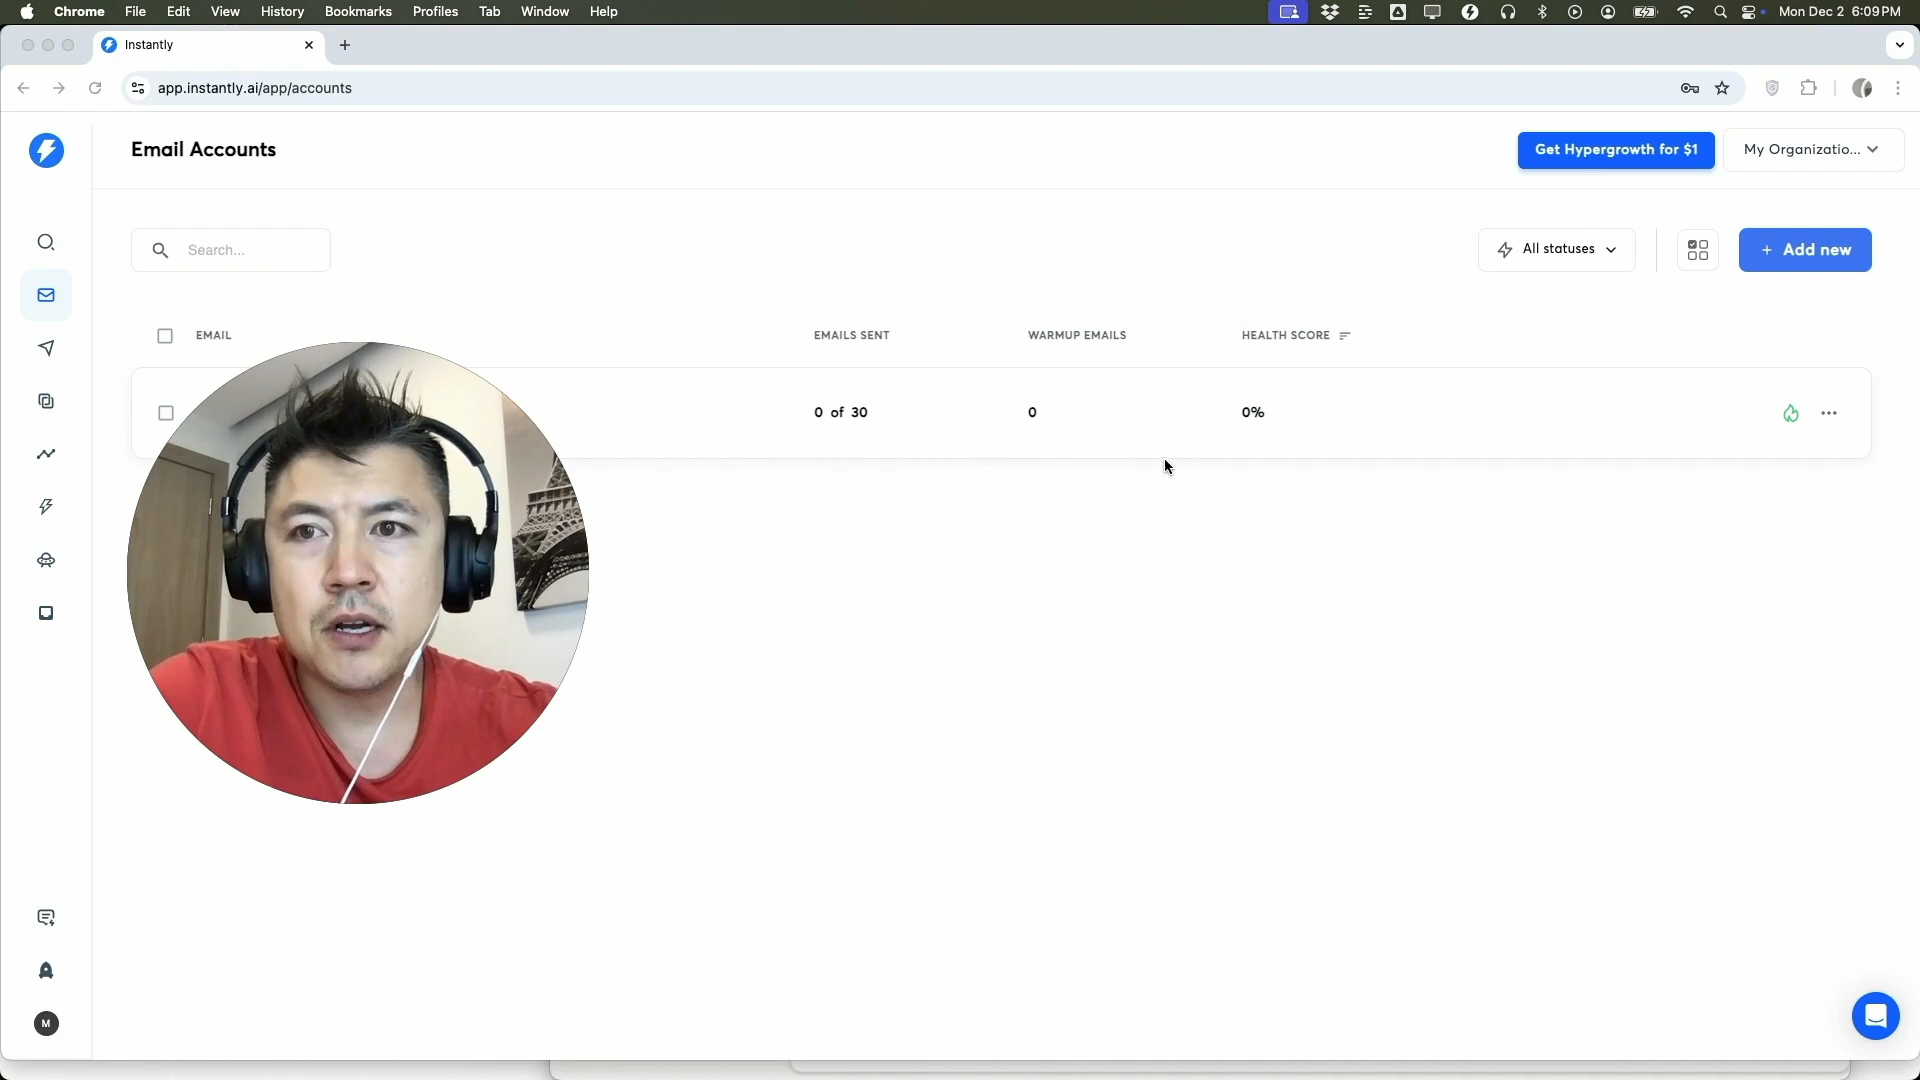 Chrome File Edit View History Bookmarks Profiles Tab Window Help Mon Dec 2 6:09 PM
Instantly
app.instantly.ai/app/accounts
Email Accounts
Get Hypergrowth for $1
My Organizatio...
Search...
All statuses
+ Add new
EMAIL EMAILS SENT WARMUP EMAILS HEALTH SCORE
0 of 30 0 0%
M